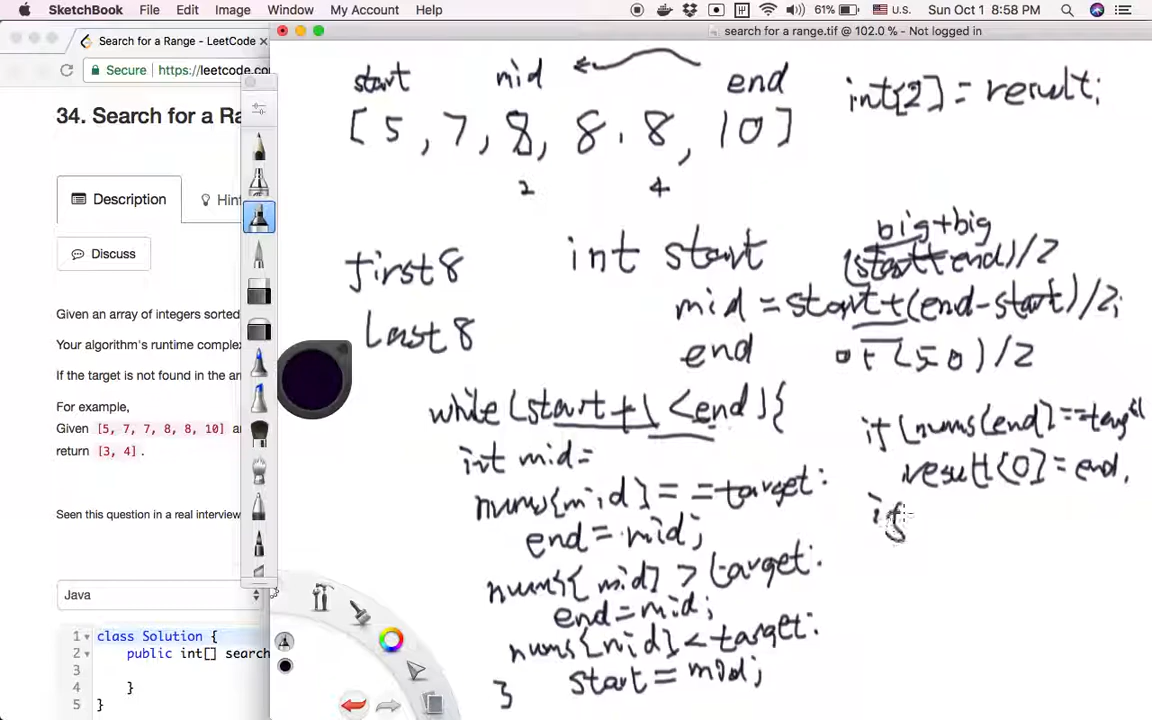 SketchBook File Edit Image Window My Account Help 61% U.S. Sun Oct 1 8:58 PM
Search for a Range - LeetCode
search for a range.tif @ 102.0 % - Not logged in
Secure https://leetcode.co
34. Search for a Ra
Description
Hin
Discuss
Given an array of integers sorted
Your algorithm's runtime complex
If the target is not found in the arr
For example,
Given [5, 7, 7, 8, 8, 10] an
return [3, 4].
Seen this question in a real interview
Java
1 class Solution {
2 public int[] search
3
4 }
5 }
start mid end
[5, 7, 8, 8, 8, 10]
2 4
int[2] = result;
first 8
last 8
int start
mid = start+(end-start)/2;
end
big+big
(start+end)/2
while(start+1 <end){
int mid=
nums[mid] ==target:
end = mid;
nums[mid] > target:
end=mid;
nums[mid] < target:
start = mid;
}
if(nums[end]==target
result[0]=end.
if